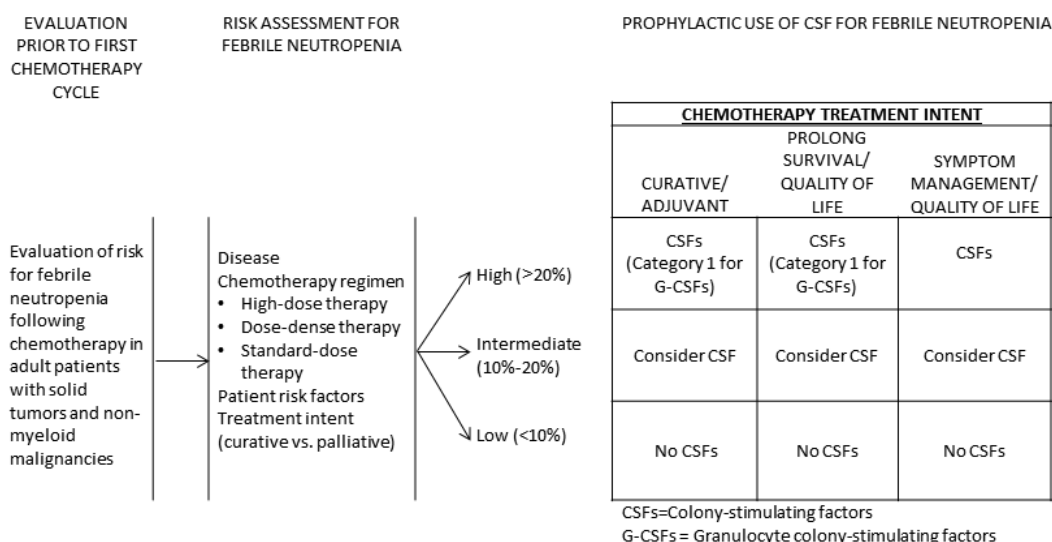 EVALUATION
PRIOR TO FIRST
CHEMOTHERAPY
CYCLE
RISK ASSESSMENT FOR
FEBRILE NEUTROPENIA
PROPHYLACTIC USE OF CSF FOR FEBRILE NEUTROPENIA
Evaluation of risk
for febrile
neutropenia
following
chemotherapy in
adult patients
with solid
tumors and non-
myeloid
malignancies
Disease
Chemotherapy regimen
• High-dose therapy
• Dose-dense therapy
• Standard-dose
therapy
Patient risk factors
Treatment intent
(curative vs. palliative)
High (>20%)
Intermediate
(10%-20%)
Low (<10%)
CHEMOTHERAPY TREATMENT INTENT
CURATIVE/
ADJUVANT
PROLONG
SURVIVAL/
QUALITY OF
LIFE
SYMPTOM
MANAGEMENT/
QUALITY OF LIFE
CSFs
(Category 1 for
G-CSFs)
CSFs
(Category 1 for
G-CSFs)
CSFs
Consider CSF
Consider CSF
Consider CSF
No CSFs
No CSFs
No CSFs
CSFs=Colony-stimulating factors
G-CSFs = Granulocyte colony-stimulating factors